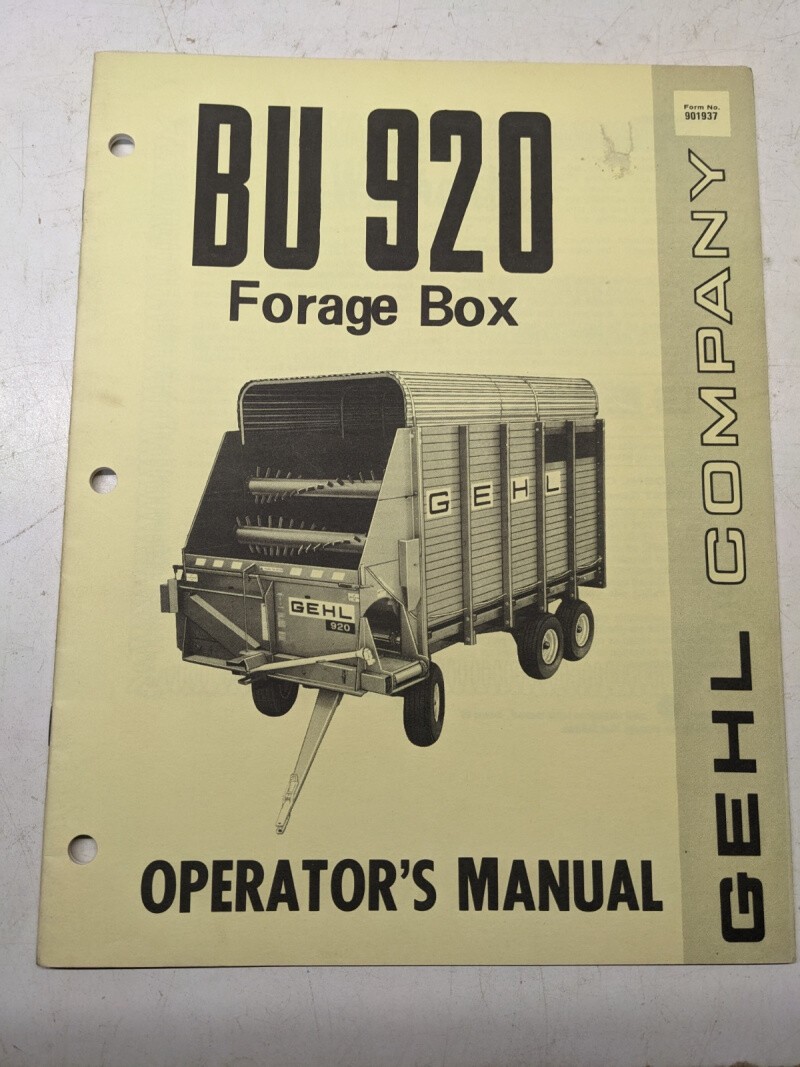 Form No.
901937
BU 920
Forage Box
GEHL
GEHL
920
OPERATOR'S MANUAL
GEHL COMPANY